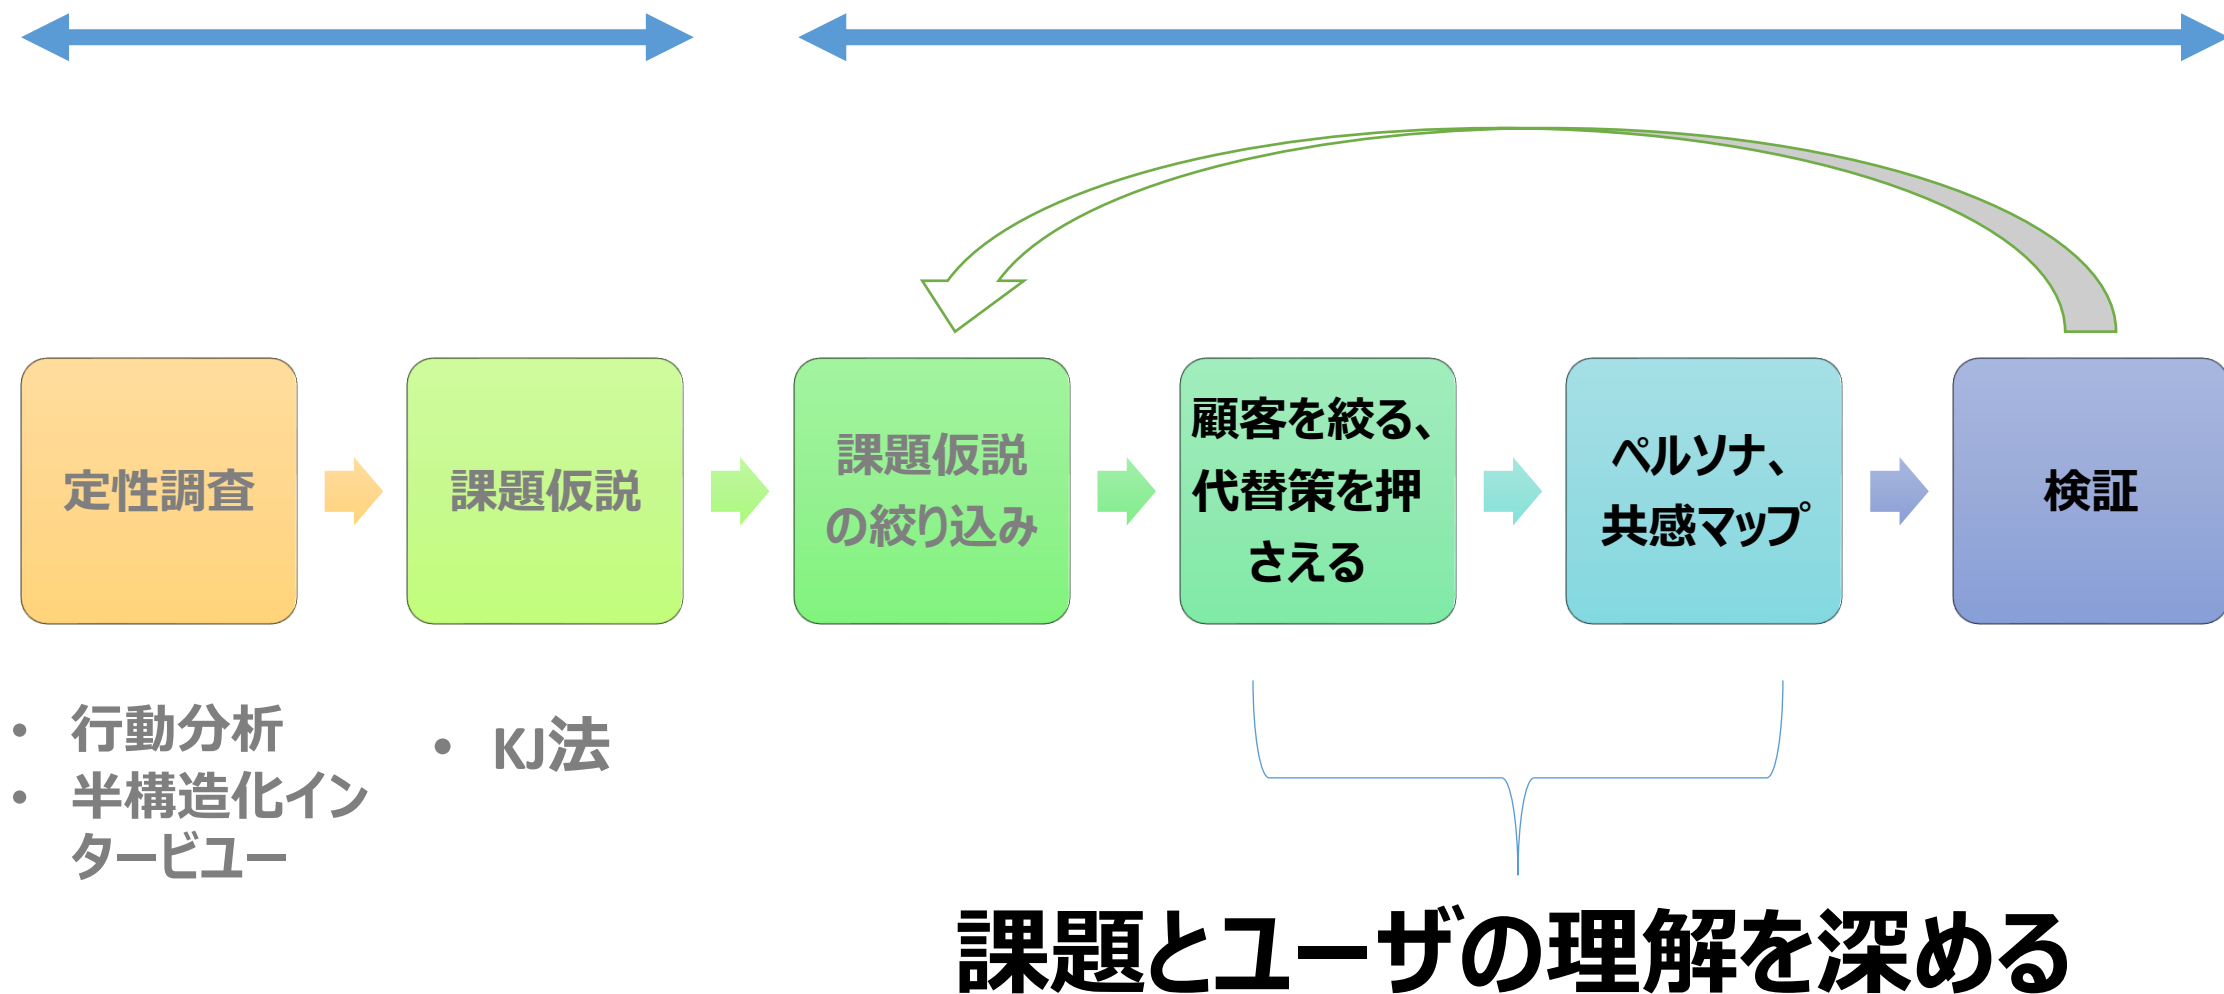 定性調査
課題仮説
課題仮説
の絞り込み
顧客を絞る、
代替策を押
さえる
ペルソナ、
共感マップ
検証
• 行動分析
• 半構造化イン
タービュー
• KJ法
課題とユーザの理解を深める